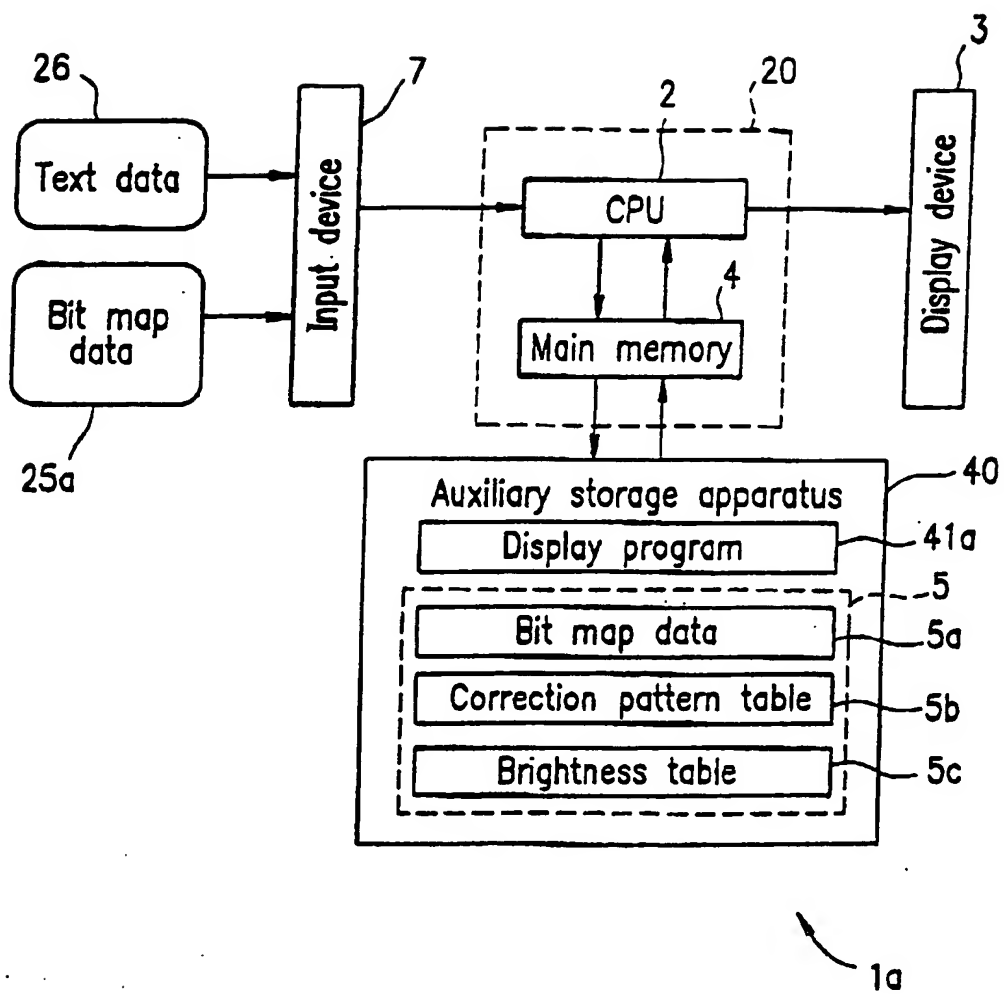 3
26
7
20
2
Text data
Input device
CPU
Display device
Bit map
data
4
Main memory
25a
40
Auxiliary storage apparatus
Display program
41a
5
Bit map data
5a
Correction pattern table
5b
Brightness table
5c
1a